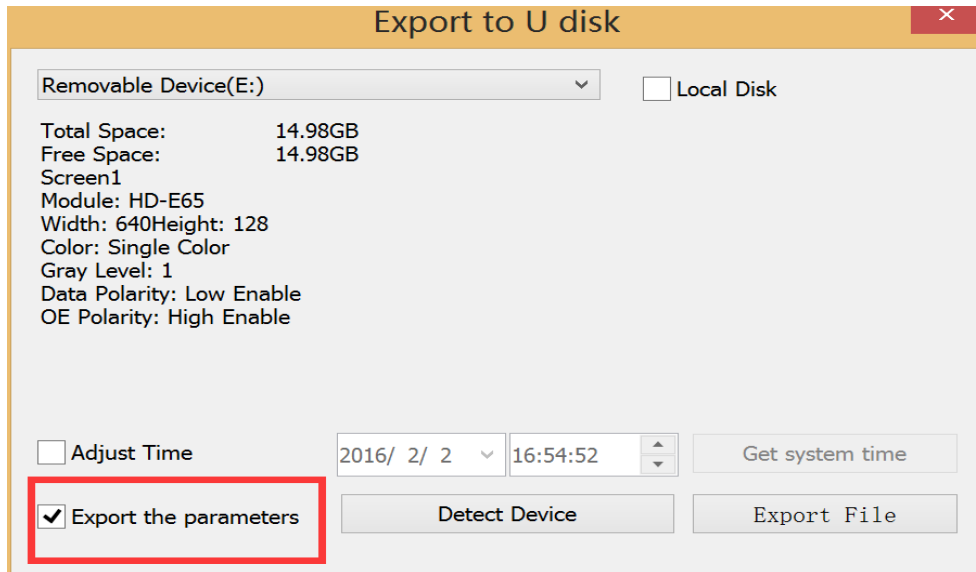 Export to U disk
Removable Device(E:)
Local Disk
Total Space: 14.98GB
Free Space: 14.98GB
Screen1
Module: HD-E65
Width: 640Height: 128
Color: Single Color
Gray Level: 1
Data Polarity: Low Enable
OE Polarity: High Enable
Adjust Time 2016/ 2/ 2 16:54:52 Get system time
Export the parameters Detect Device Export File